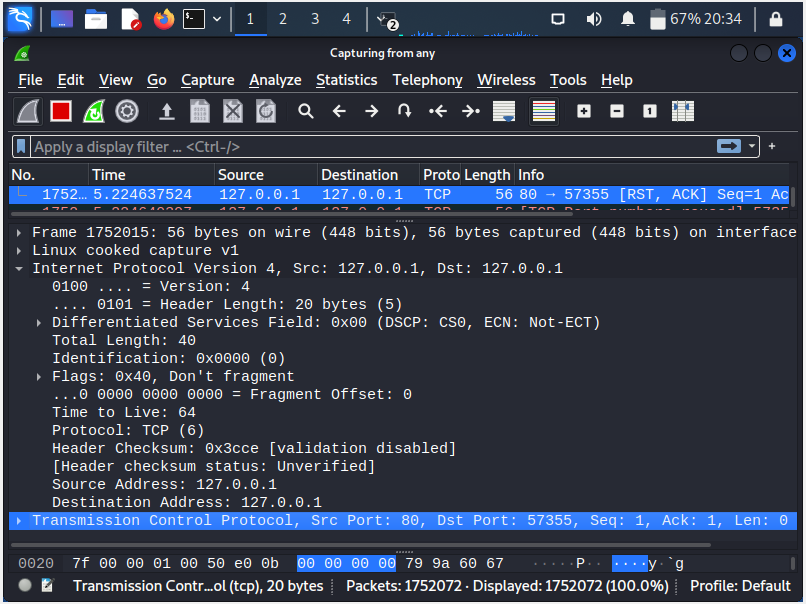 1 2 3 4 2 67% 20:34
Capturing from any
File Edit View Go Capture Analyze Statistics Telephony Wireless Tools Help
Apply a display filter ... <Ctrl-/>
No. Time Source Destination Proto Length Info
1752… 5.224637524 127.0.0.1 127.0.0.1 TCP 56 80 → 57355 [RST, ACK] Seq=1 Ac
Frame 1752015: 56 bytes on wire (448 bits), 56 bytes captured (448 bits) on interface
Linux cooked capture v1
Internet Protocol Version 4, Src: 127.0.0.1, Dst: 127.0.0.1
0100 .... = Version: 4
.... 0101 = Header Length: 20 bytes (5)
Differentiated Services Field: 0x00 (DSCP: CS0, ECN: Not-ECT)
Total Length: 40
Identification: 0x0000 (0)
Flags: 0x40, Don't fragment
...0 0000 0000 0000 = Fragment Offset: 0
Time to Live: 64
Protocol: TCP (6)
Header Checksum: 0x3cce [validation disabled]
[Header checksum status: Unverified]
Source Address: 127.0.0.1
Destination Address: 127.0.0.1
Transmission Control Protocol, Src Port: 80, Dst Port: 57355, Seq: 1, Ack: 1, Len: 0
0020 7f 00 00 01 00 50 e0 0b 00 00 00 00 79 9a 60 67 ·····P·· ····y·`g
Transmission Contr…ol (tcp), 20 bytes Packets: 1752072 · Displayed: 1752072 (100.0%) Profile: Default